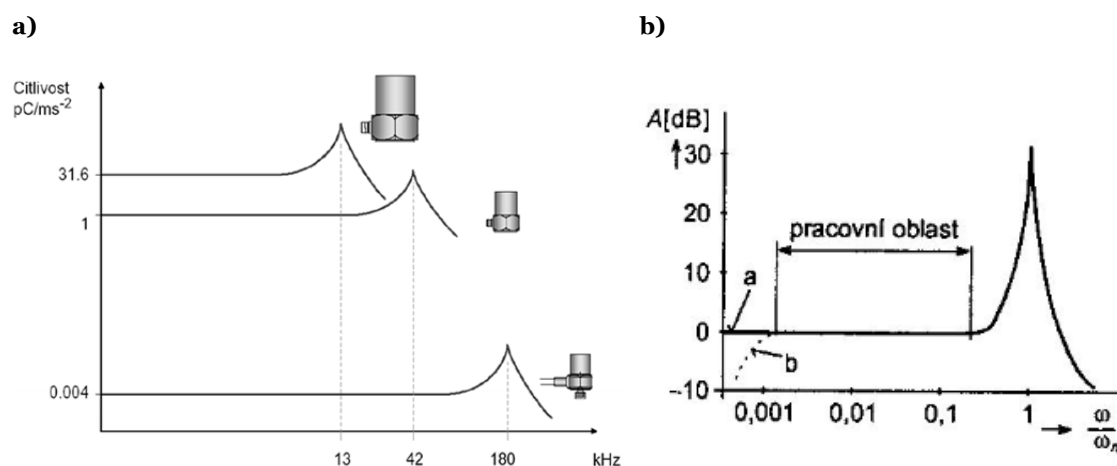 a)
b)
Citlivost
pC/ms-2
31.6
1
0.004
13
42
180
kHz
A[dB]
30
20
10
0
-10
pracovní oblast
a
b
0,001
0,01
0,1
1
ω
ωn